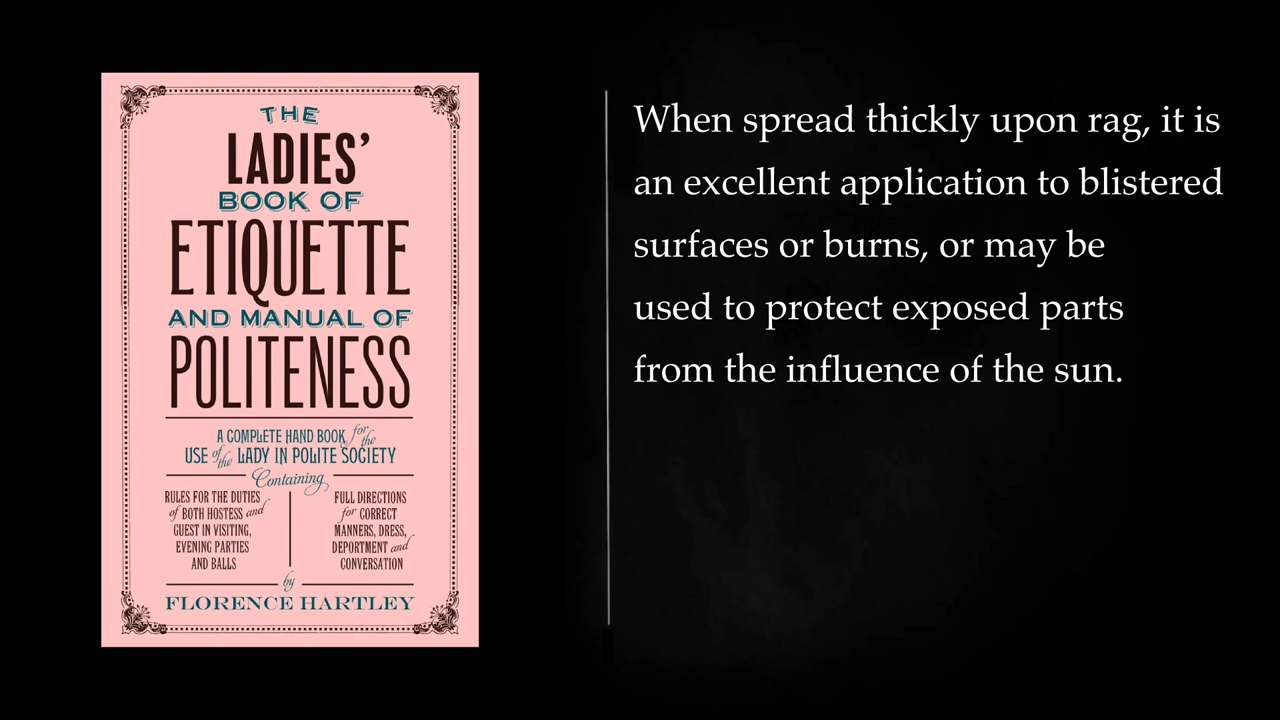 THE
LADIES'
BOOK OF
ETIQUETTE
AND MANUAL OF
POLITENESS
A COMPLETE HAND BOOK for the
USE of the LADY IN POLITE SOCIETY
Containing
RULES FOR THE DUTIES
of BOTH HOSTESS and
GUEST IN VISITING,
EVENING PARTIES
AND BALLS
FULL DIRECTIONS
for CORRECT
MANNERS, DRESS,
DEPORTMENT and
CONVERSATION
by
FLORENCE HARTLEY
When spread thickly upon rag, it is
an excellent application to blistered
surfaces or burns, or may be
used to protect exposed parts
from the influence of the sun.